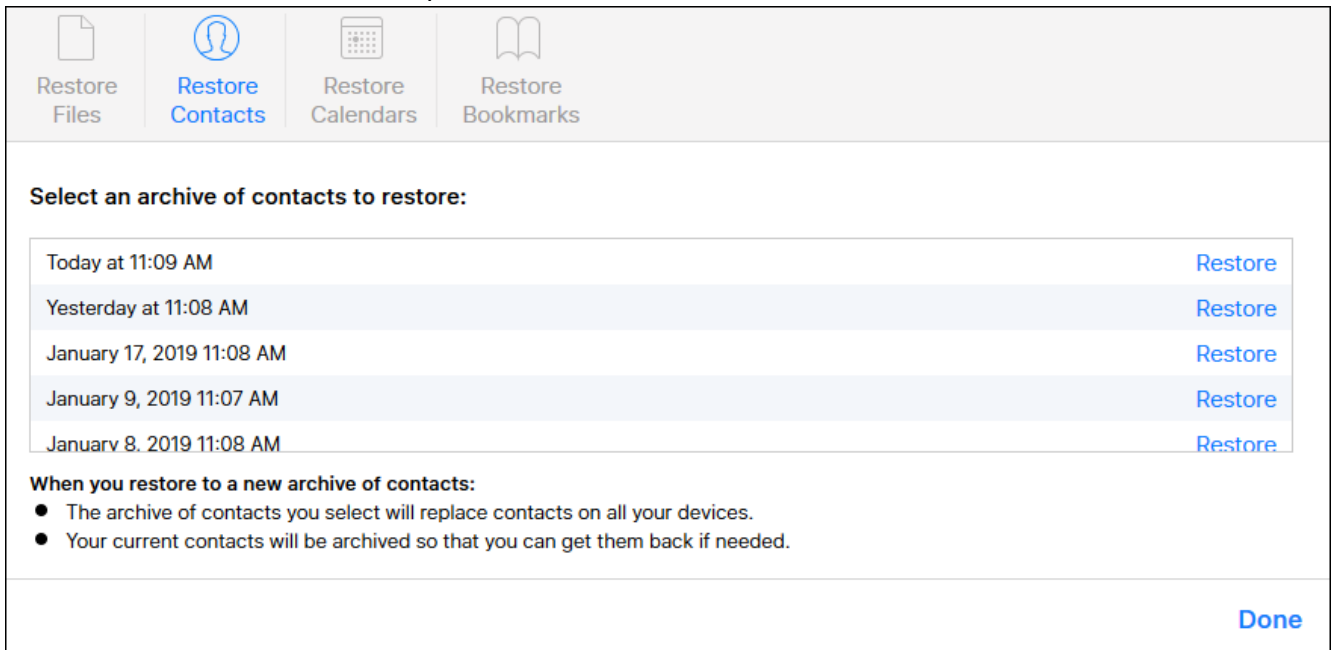 Restore Files
Restore Contacts
Restore Calendars
Restore Bookmarks
Select an archive of contacts to restore:
Today at 11:09 AM Restore
Yesterday at 11:08 AM Restore
January 17, 2019 11:08 AM Restore
January 9, 2019 11:07 AM Restore
January 8, 2019 11:08 AM Restore
When you restore to a new archive of contacts:
● The archive of contacts you select will replace contacts on all your devices.
● Your current contacts will be archived so that you can get them back if needed.
Done